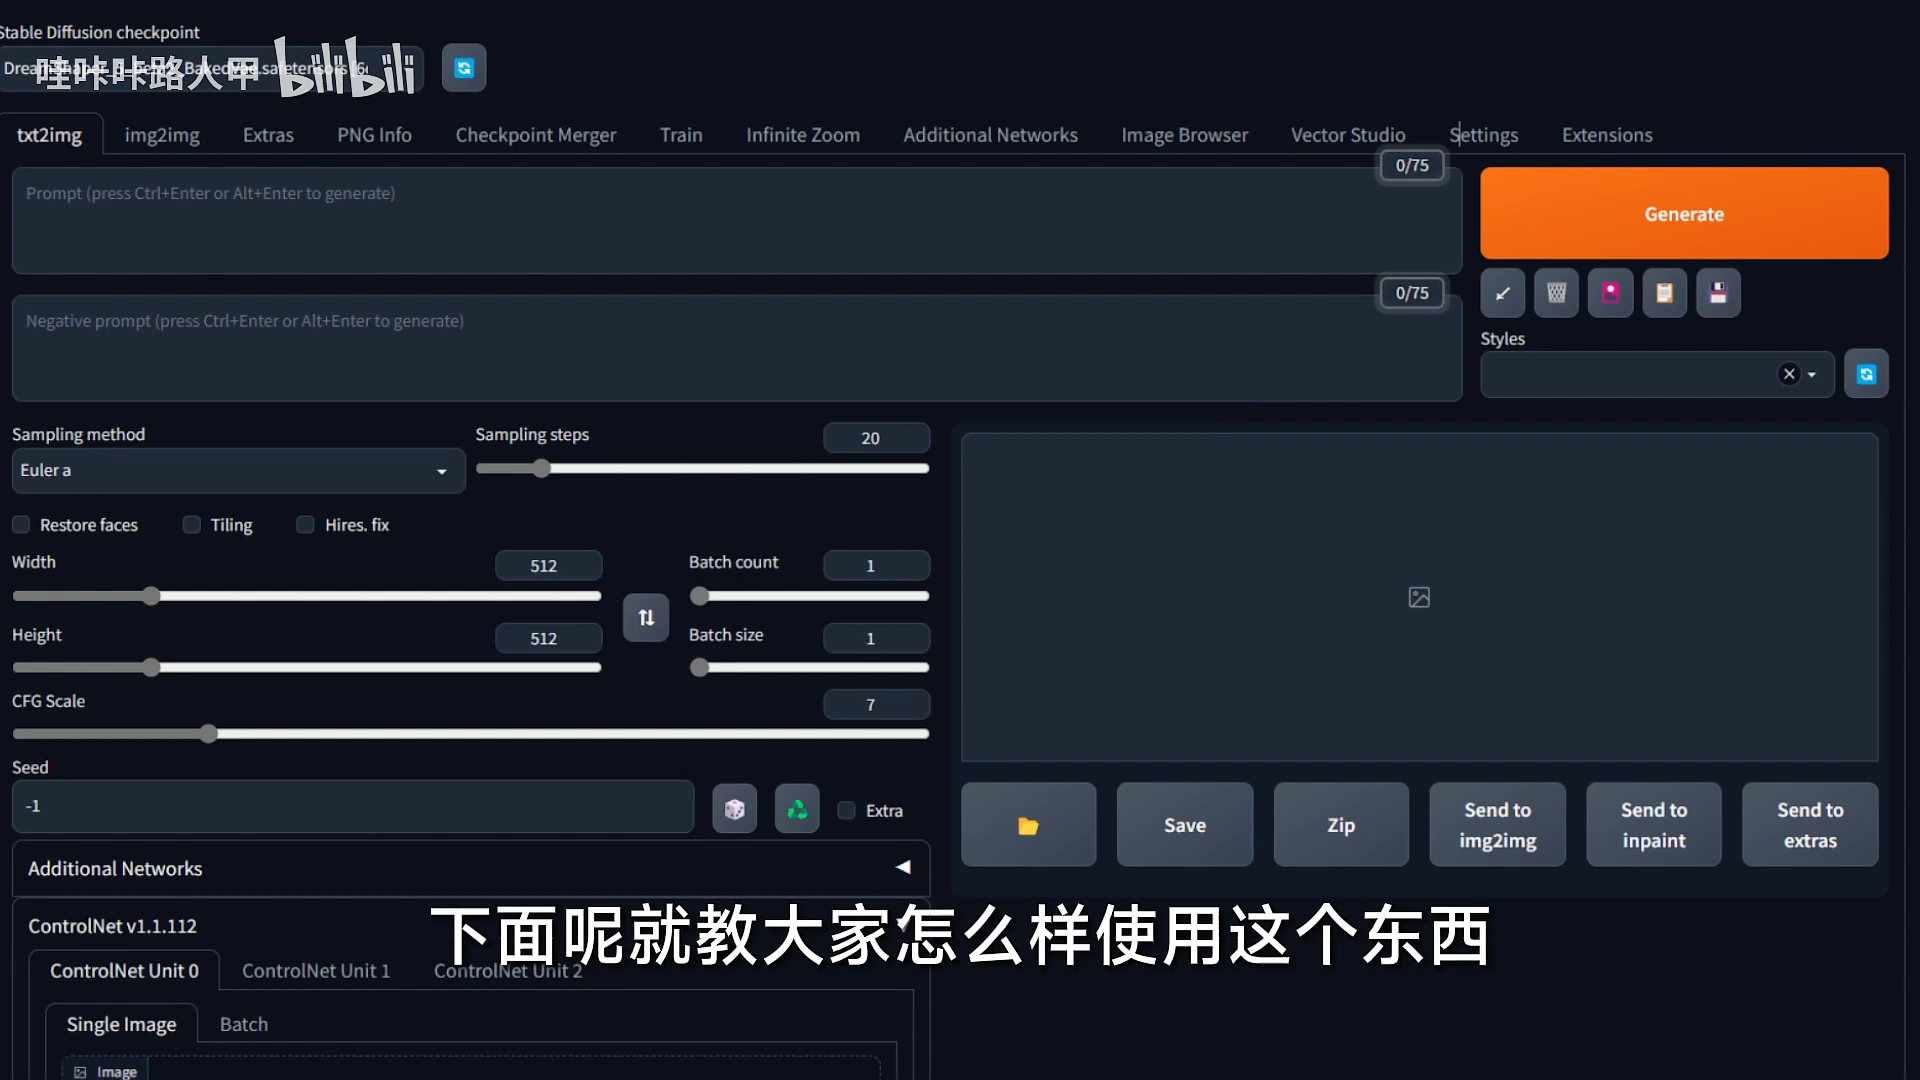 Stable Diffusion checkpoint
哇咔咔路人甲 bilibili
txt2img img2img Extras PNG Info Checkpoint Merger Train Infinite Zoom Additional Networks Image Browser Vector Studio Settings Extensions
0/75
Prompt (press Ctrl+Enter or Alt+Enter to generate)
Generate
0/75
Negative prompt (press Ctrl+Enter or Alt+Enter to generate)
Styles
Sampling method
Euler a
Sampling steps
20
Restore faces Tiling Hires. fix
Width
512
Batch count
1
Height
512
Batch size
1
CFG Scale
7
Seed
-1
Extra
Save
Zip
Send to
img2img
Send to
inpaint
Send to
extras
Additional Networks
ControlNet v1.1.112
下面呢就教大家怎么样使用这个东西
ControlNet Unit 0 ControlNet Unit 1 ControlNet Unit 2
Single Image Batch
Image